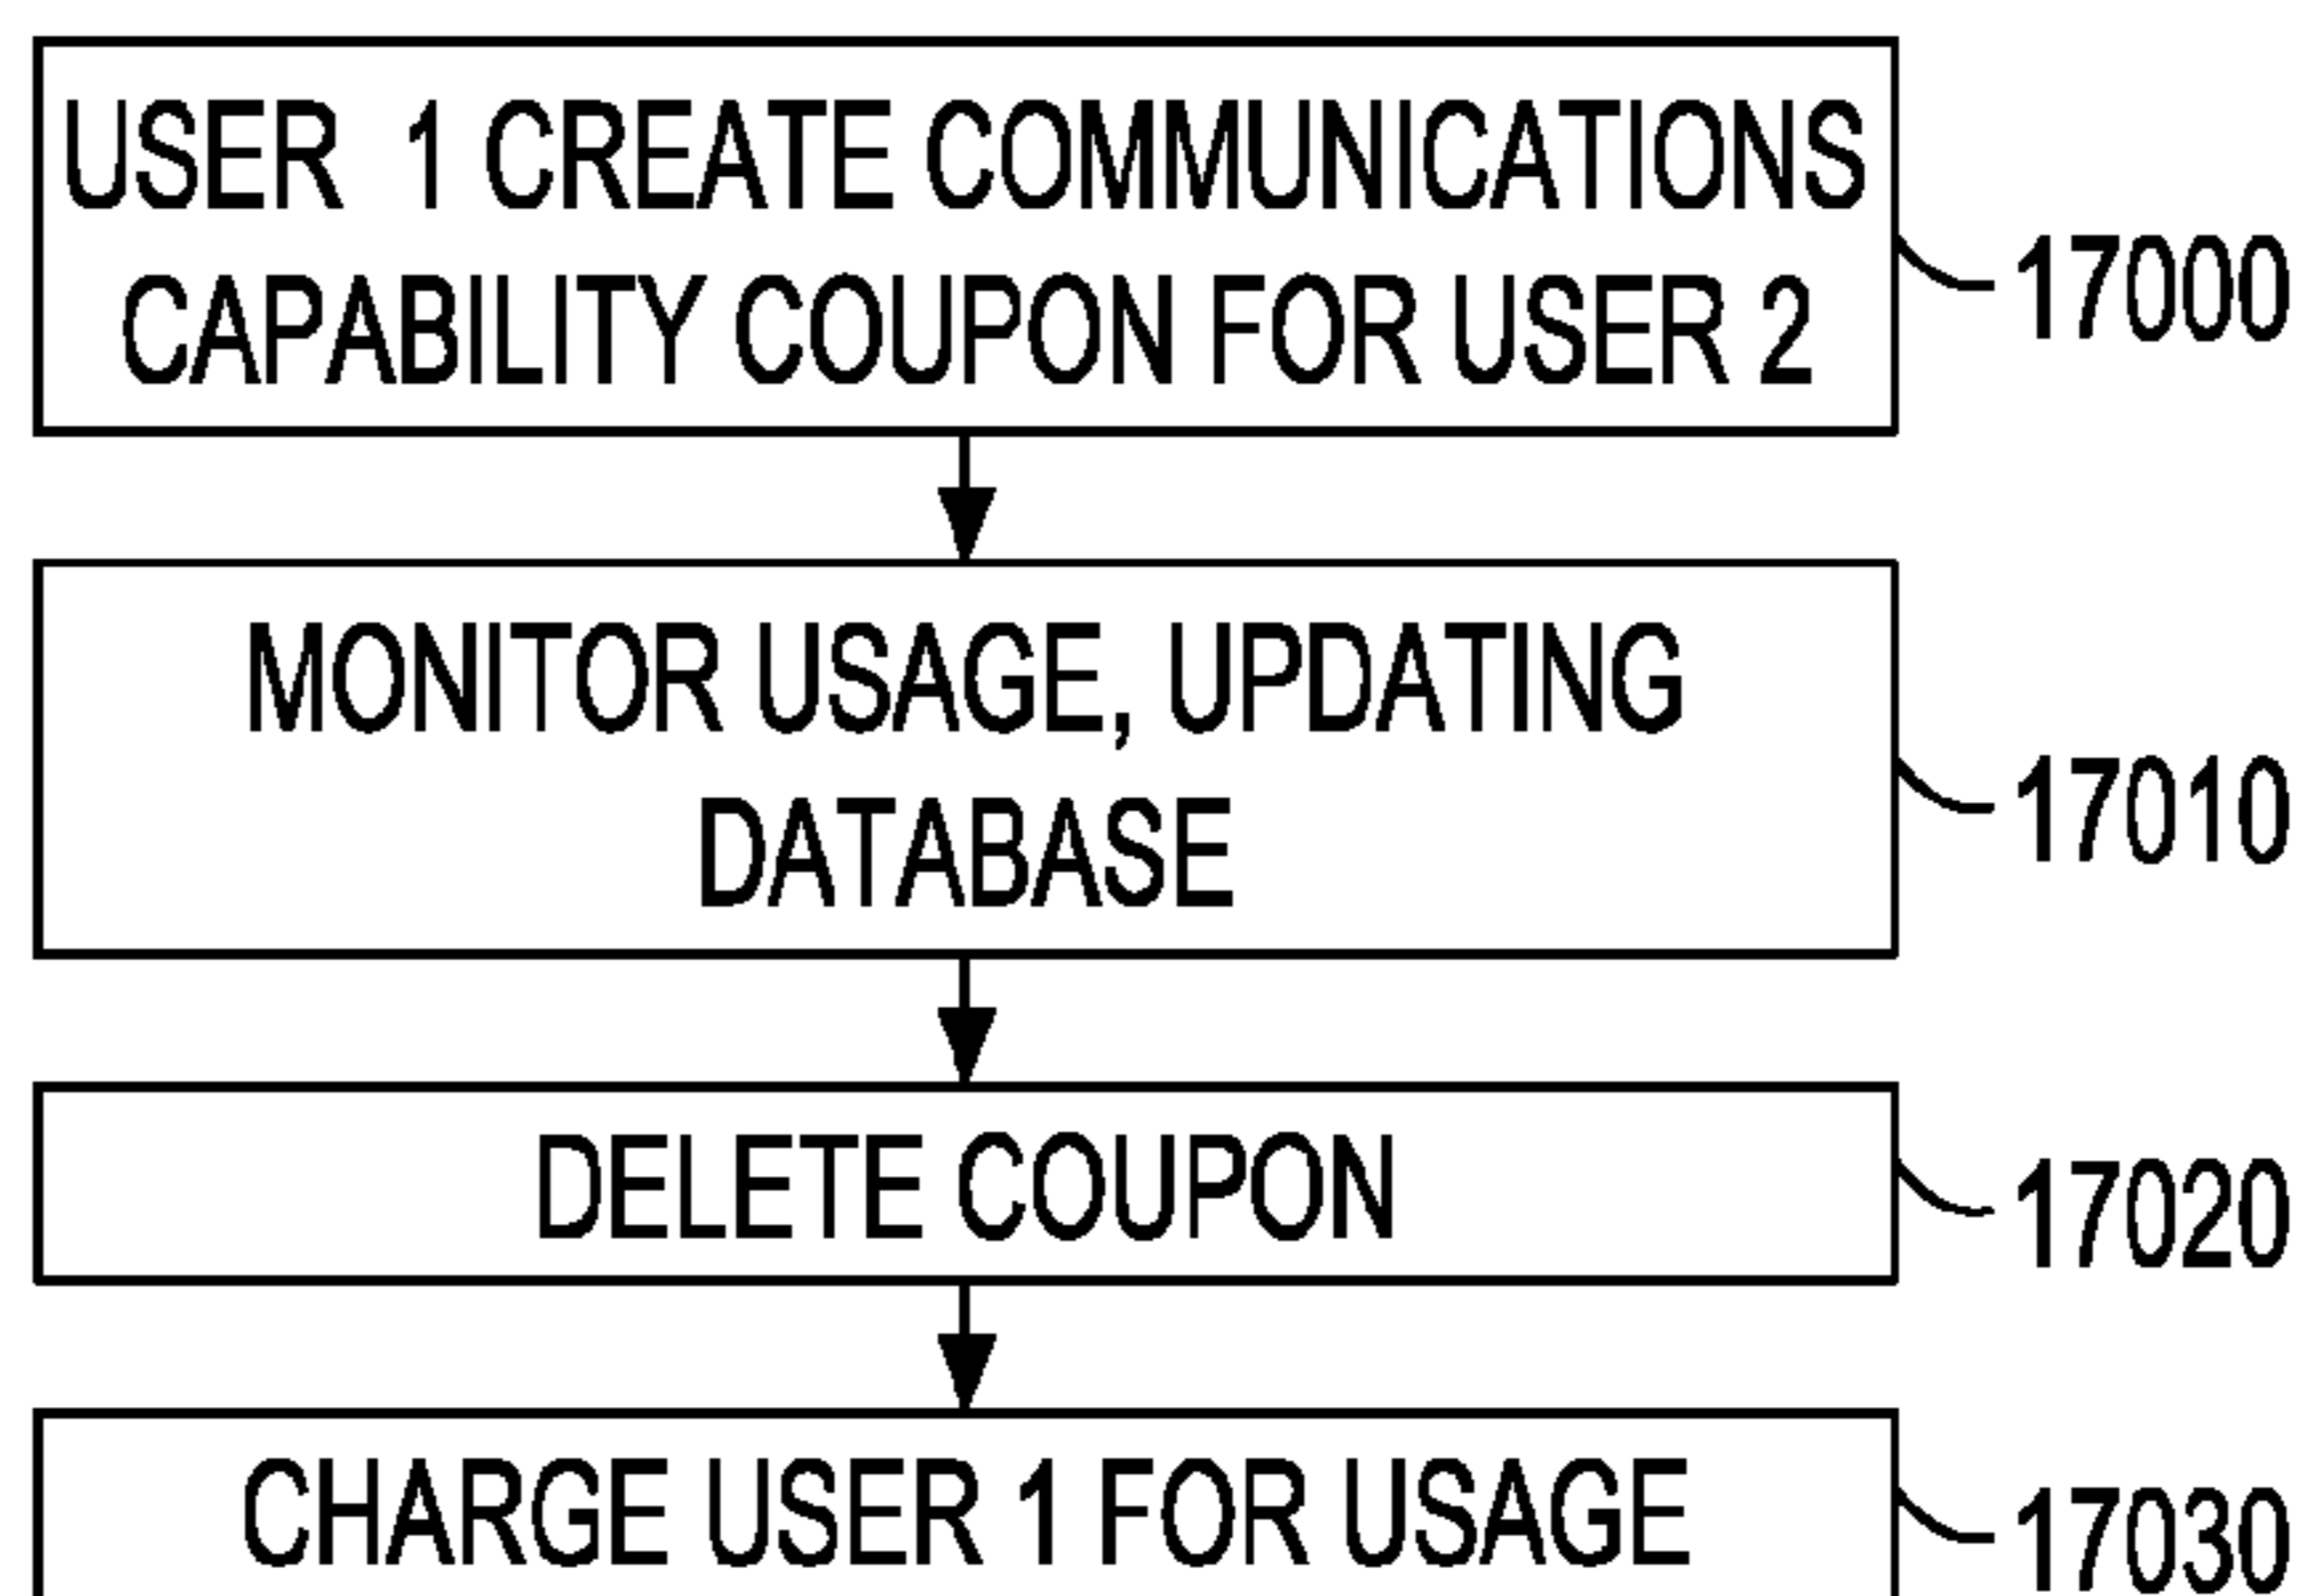 USER 1 CREATE COMMUNICATIONS
CAPABILITY COUPON FOR USER 2
17000
MONITOR USAGE, UPDATING
DATABASE
17010
DELETE COUPON
17020
CHARGE USER 1 FOR USAGE
17030